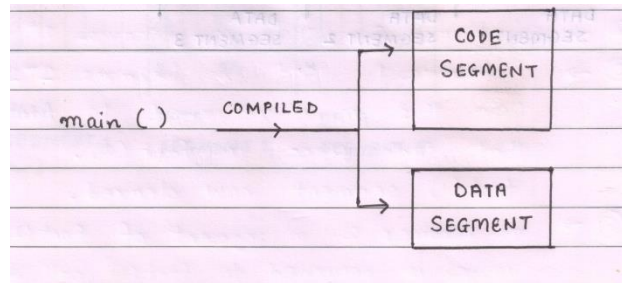 CODE
SEGMENT
main ( )
COMPILED
DATA
SEGMENT